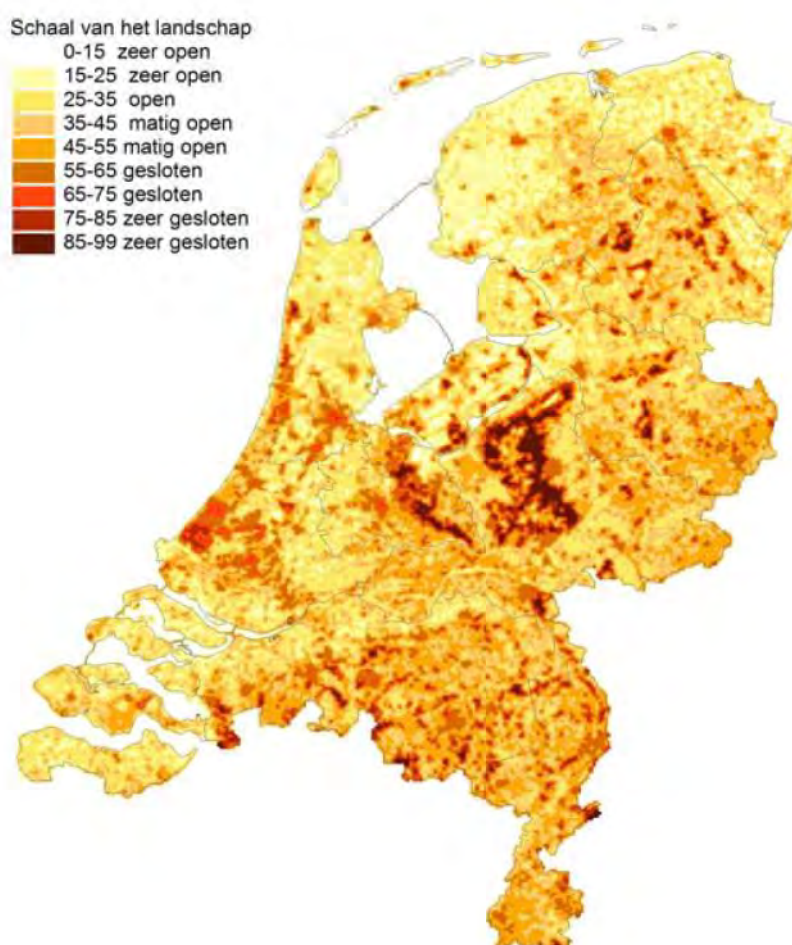 Schaal van het landschap
0-15 zeer open
15-25 zeer open
25-35 open
35-45 matig open
45-55 matig open
55-65 gesloten
65-75 gesloten
75-85 zeer gesloten
85-99 zeer gesloten